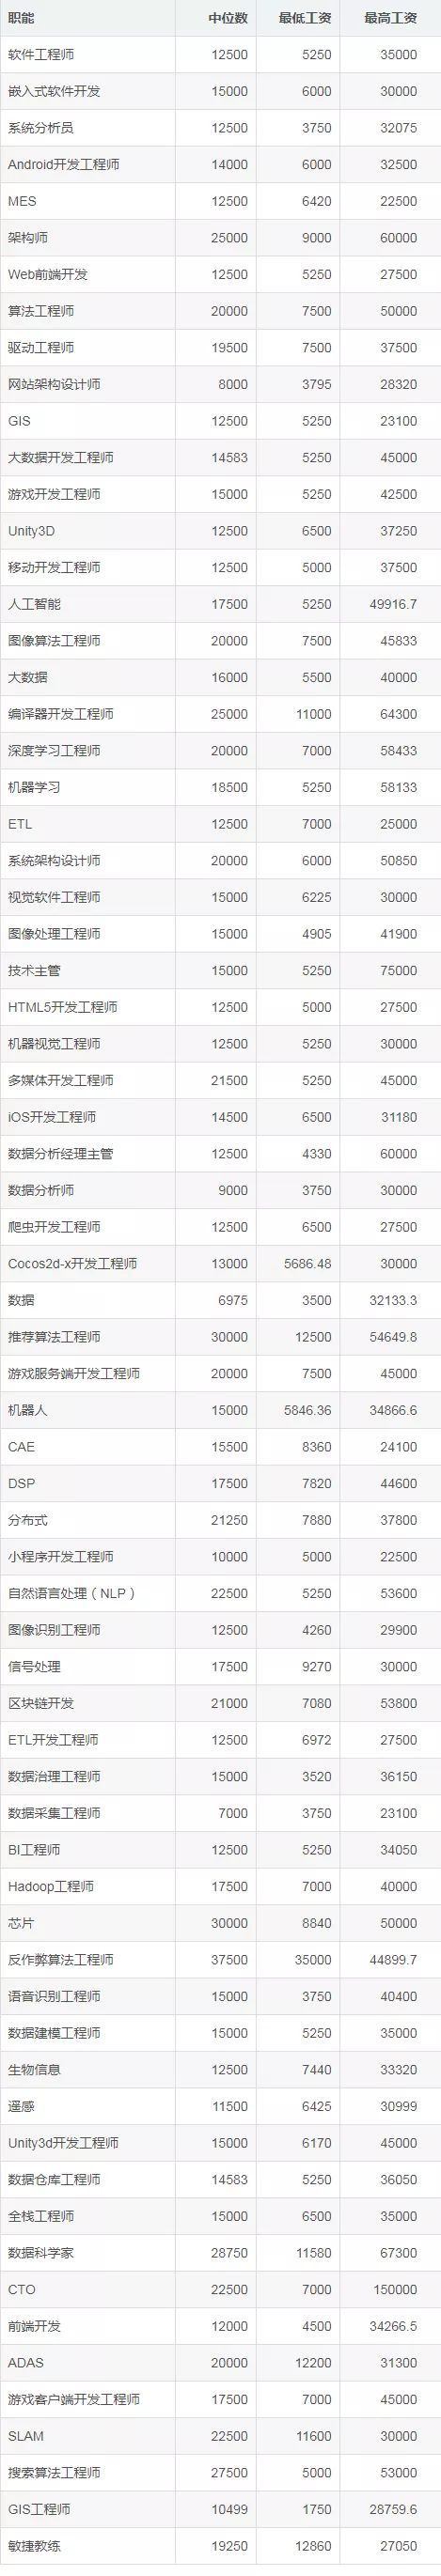 职能 中位数 最低工资 最高工资
软件工程师 12500 5250 35000
嵌入式软件开发 15000 6000 30000
系统分析员 12500 3750 32075
Android开发工程师 14000 6000 32500
MES 12500 6420 22500
架构师 25000 9000 60000
Web前端开发 12500 5250 27500
算法工程师 20000 7500 50000
驱动工程师 19500 7500 37500
网站架构设计师 8000 3795 28320
GIS 12500 5250 23100
大数据开发工程师 14583 5250 45000
游戏开发工程师 15000 5250 42500
Unity3D 12500 6500 37250
移动开发工程师 12500 5000 37500
人工智能 17500 5250 49916.7
图像算法工程师 20000 7500 45833
大数据 16000 5500 40000
编译器开发工程师 25000 11000 64300
深度学习工程师 20000 7000 58433
机器学习 18500 5250 58133
ETL 12500 7000 25000
系统架构设计师 20000 6000 50850
视觉软件工程师 15000 6225 30000
图像处理工程师 15000 4905 41900
技术主管 15000 5250 75000
HTML5开发工程师 12500 5000 27500
机器视觉工程师 12500 5250 30000
多媒体开发工程师 21500 5250 45000
iOS开发工程师 14500 6500 31180
数据分析经理主管 12500 4330 60000
数据分析师 9000 3750 30000
爬虫开发工程师 12500 6500 27500
Cocos2d-x开发工程师 13000 5686.48 30000
数据 6975 3500 32133.3
推荐算法工程师 30000 12500 54649.8
游戏服务端开发工程师 20000 7500 45000
机器人 15000 5846.36 34866.6
CAE 15500 8360 24100
DSP 17500 7820 44600
分布式 21250 7880 37800
小程序开发工程师 10000 5000 22500
自然语言处理（NLP） 22500 5250 53600
图像识别工程师 12500 4260 29900
信号处理 17500 9270 30000
区块链开发 21000 7080 53800
ETL开发工程师 12500 6972 27500
数据治理工程师 15000 3520 36150
数据采集工程师 7000 3750 23100
BI工程师 12500 5250 34050
Hadoop工程师 17500 7000 40000
芯片 30000 8840 50000
反作弊算法工程师 37500 35000 44899.7
语音识别工程师 15000 3750 40400
数据建模工程师 15000 5250 35000
生物信息 12500 7440 33320
遥感 11500 6425 30999
Unity3d开发工程师 15000 6170 45000
数据仓库工程师 14583 5250 36050
全栈工程师 15000 6500 35000
数据科学家 28750 11580 67300
CTO 22500 7000 150000
前端开发 12000 4500 34266.5
ADAS 20000 12200 31300
游戏客户端开发工程师 17500 7000 45000
SLAM 22500 11600 30000
搜索算法工程师 27500 5000 53000
GIS工程师 10499 1750 28759.6
敏捷教练 19250 12860 27050